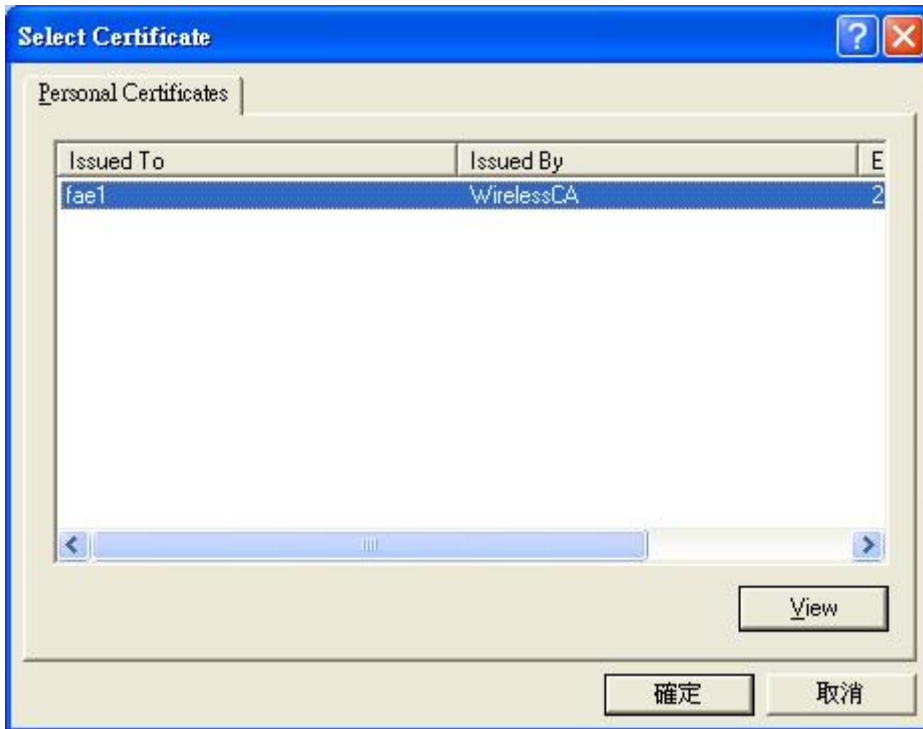 Select Certificate
Personal Certificates
Issued To Issued By E
fae1 WirelessCA 2
View
確定 取消